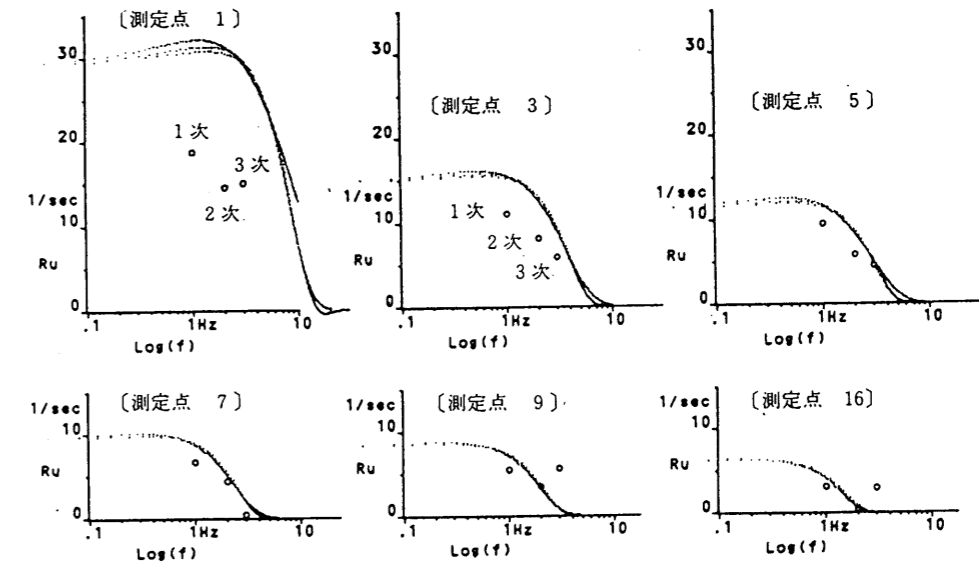 〔測定点 1〕
30
20
1/sec
10
Ru
0
.1
1Hz
10
Log(f)
1次
3次
2次
〔測定点 3〕
30
20
1/sec
10
Ru
0
.1
1Hz
10
Log(f)
1次
2次
3次
〔測定点 5〕
30
20
1/sec
10
Ru
0
.1
1Hz
10
Log(f)
〔測定点 7〕
1/sec
10
Ru
0
.1
1Hz
10
Log(f)
〔測定点 9〕
1/sec
10
Ru
0
.1
1Hz
10
Log(f)
〔測定点 16〕
1/sec
10
Ru
0
.1
1Hz
10
Log(f)